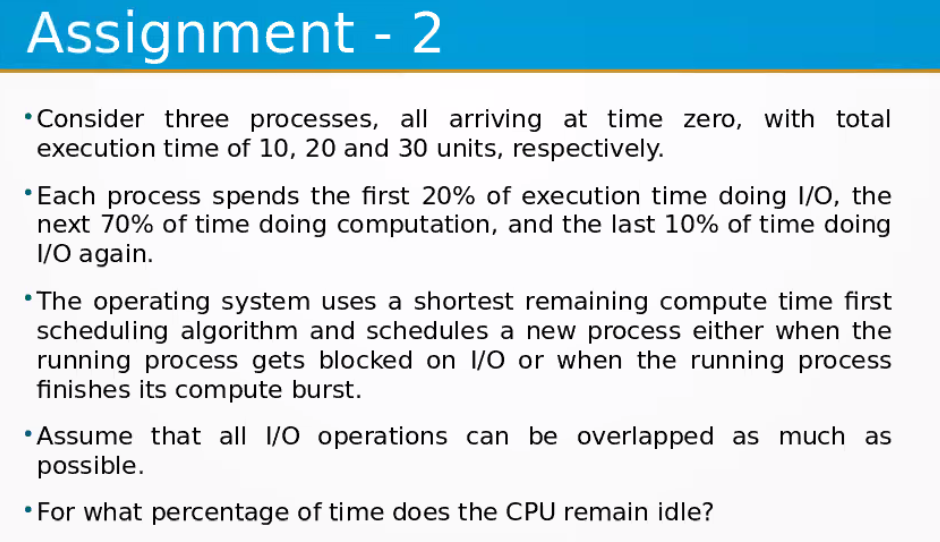 Assignment - 2
•Consider three processes, all arriving at time zero, with total
execution time of 10, 20 and 30 units, respectively.
•Each process spends the first 20% of execution time doing I/O, the
next 70% of time doing computation, and the last 10% of time doing
I/O again.
•The operating system uses a shortest remaining compute time first
scheduling algorithm and schedules a new process either when the
running process gets blocked on I/O or when the running process
finishes its compute burst.
•Assume that all I/O operations can be overlapped as much as
possible.
•For what percentage of time does the CPU remain idle?